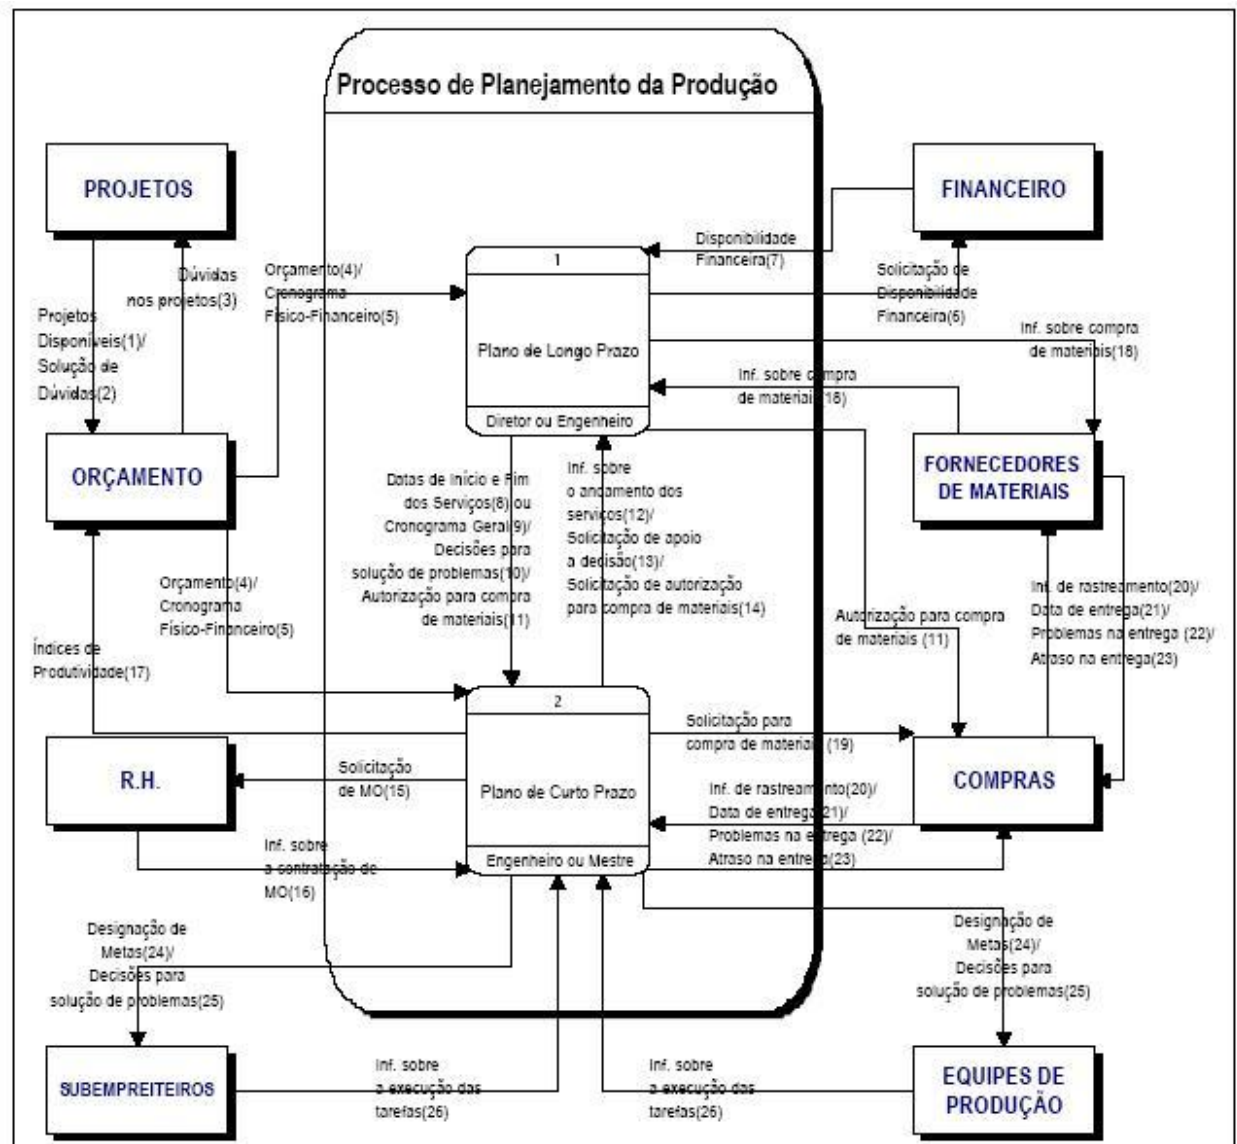 Processo de Planejamento da Produção
PROJETOS
FINANCEIRO
Dúvidas
nos projetos(3)
Projetos
Disponíveis(1)/
Solução de
Dúvidas(2)
Orçamento(4)/
Cronograma
Físico-Financeiro(5)
1
Plano de Longo Prazo
Diretor ou Engenheiro
Disponibilidade
Financeira(7)
Solicitação de
Disponibilidade
Financeira(6)
Inf. sobre compra
de materiais(18)
Inf. sobre compra
de materiais(18)
ORÇAMENTO
FORNECEDORES
DE MATERIAIS
Datas de Início e Fim
dos Serviços(8) ou
Cronograma Geral(9)/
Decisões para
solução de problemas(10)/
Autorização para compra
de materiais(11)
Inf. sobre
o andamento dos
serviços(12)/
Solicitação de apoio
a decisão(13)/
Solicitação de autorização
para compra de materiais(14)
Orçamento(4)/
Cronograma
Físico-Financeiro(5)
Índices de
Produtividade(17)
Autorização para compra
de materiais (11)
Inf. de rastreamento(20)/
Data de entrega(21)/
Problemas na entrega (22)/
Atraso na entrega(23)
2
Plano de Curto Prazo
Engenheiro ou Mestre
Solicitação para
compra de materiais (19)
R.H.
Solicitação
de MO(15)
COMPRAS
Inf. de rastreamento(20)/
Data de entrega(21)/
Problemas na entrega (22)/
Atraso na entrega(23)
Inf. sobre
a contratação de
MO(16)
Designação de
Metas(24)/
Decisões para
solução de problemas(25)
Designação de
Metas(24)/
Decisões para
solução de problemas(25)
SUBEMPREITEIROS
Inf. sobre
a execução das
tarefas(26)
Inf. sobre
a execução das
tarefas(26)
EQUIPES DE
PRODUÇÃO